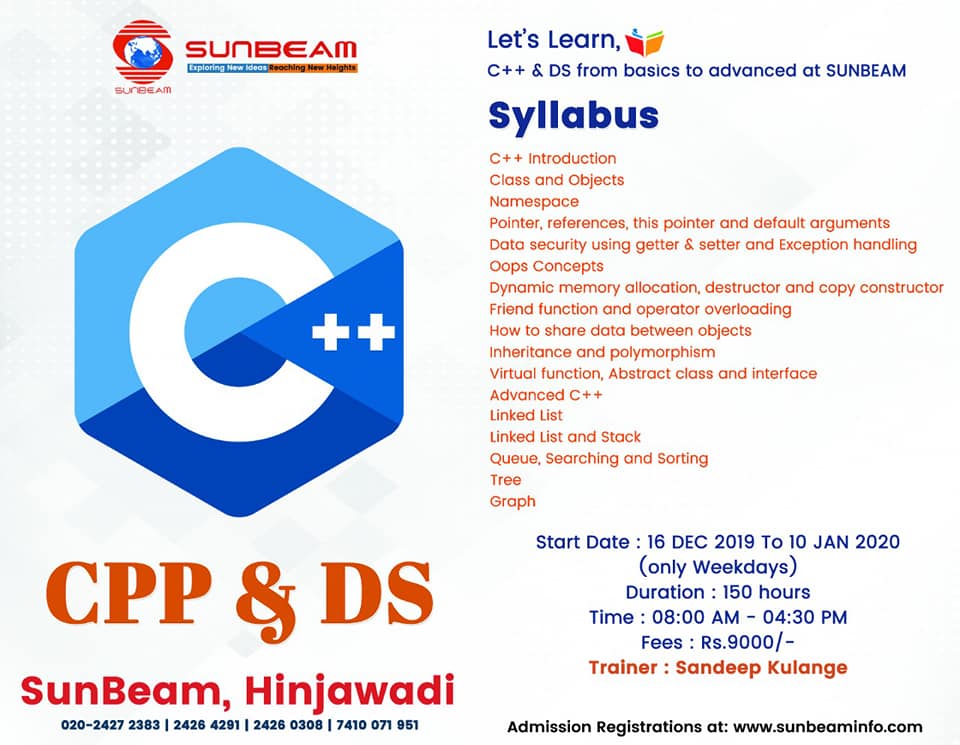 SUNBEAM
Exploring New Ideas Reaching New Heights
SUNBEAM
C++
CPP & DS
SunBeam, Hinjawadi
020-2427 2383 | 2426 4291 | 2426 0308 | 7410 071 951
Let's Learn,
C++ & DS from basics to advanced at SUNBEAM
Syllabus
C++ Introduction
Class and Objects
Namespace
Pointer, references, this pointer and default arguments
Data security using getter & setter and Exception handling
Oops Concepts
Dynamic memory allocation, destructor and copy constructor
Friend function and operator overloading
How to share data between objects
Inheritance and polymorphism
Virtual function, Abstract class and interface
Advanced C++
Linked List
Linked List and Stack
Queue, Searching and Sorting
Tree
Graph
Start Date : 16 DEC 2019 To 10 JAN 2020
(only Weekdays)
Duration : 150 hours
Time : 08:00 AM - 04:30 PM
Fees : Rs.9000/-
Trainer : Sandeep Kulange
Admission Registrations at: www.sunbeaminfo.com